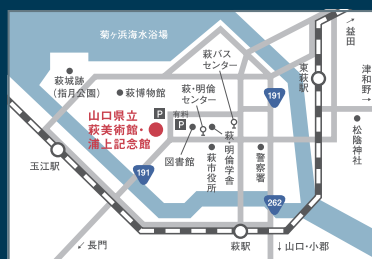 菊ヶ浜海水浴場
↗
益田
萩バス
センター
東萩駅
津和野
→
萩城跡
(指月公園)
萩博物館
萩・明倫
センター
191
山口県立
萩美術館・
浦上記念館
P
有料
P
図書館
萩・明倫学舎
萩市役所
警察署
松陰神社
玉江駅
191
262
↙長門
萩駅
↓山口・小郡